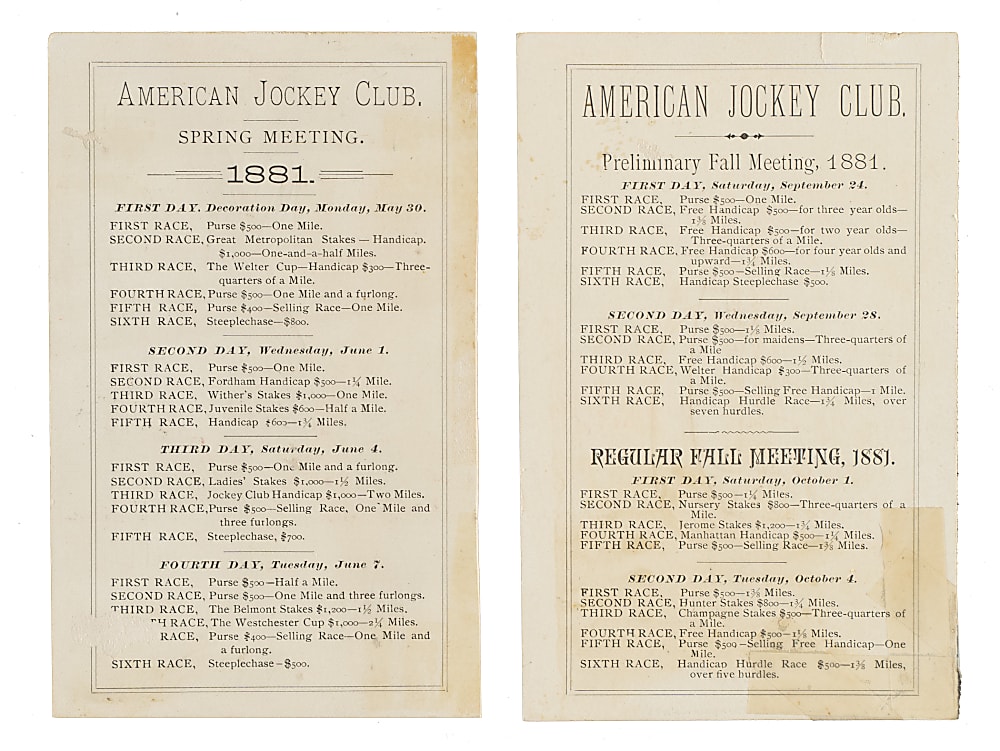 AMERICAN JOCKEY CLUB.
SPRING MEETING.
1881.
FIRST DAY. Decoration Day, Monday, May 30.
FIRST RACE, Purse $500—One Mile.
SECOND RACE, Great Metropolitan Stakes — Handicap.
$1,000—One-and-a-half Miles.
THIRD RACE, The Welter Cup—Handicap $300—Three-
quarters of a Mile.
FOURTH RACE, Purse $500—One Mile and a furlong.
FIFTH RACE, Purse $400—Selling Race—One Mile.
SIXTH RACE, Steeplechase—$800.
SECOND DAY, Wednesday, June 1.
FIRST RACE, Purse $500—One Mile.
SECOND RACE, Fordham Handicap $500—1¼ Mile.
THIRD RACE, Wither's Stakes $1,000—One Mile.
FOURTH RACE, Juvenile Stakes $600—Half a Mile.
FIFTH RACE, Handicap $600—1¾ Miles.
THIRD DAY, Saturday, June 4.
FIRST RACE, Purse $500—One Mile and a furlong.
SECOND RACE, Ladies' Stakes $1,000—1½ Miles.
THIRD RACE, Jockey Club Handicap $1,000—Two Miles.
FOURTH RACE, Purse $500—Selling Race, One Mile and
three furlongs.
FIFTH RACE, Steeplechase, $700.
FOURTH DAY, Tuesday, June 7.
FIRST RACE, Purse $500—Half a Mile.
SECOND RACE, Purse $500—One Mile and three furlongs.
THIRD RACE, The Belmont Stakes $1,200—1½ Miles.
TH RACE, The Westchester Cup $1,000—2¼ Miles.
RACE, Purse $400—Selling Race—One Mile and
a furlong.
SIXTH RACE, Steeplechase—$500.
AMERICAN JOCKEY CLUB.
Preliminary Fall Meeting, 1881.
FIRST DAY, Saturday, September 24.
FIRST RACE, Purse $500—One Mile.
SECOND RACE, Free Handicap $500—for three year olds—
1⅜ Miles.
THIRD RACE, Free Handicap $500—for two year olds—
Three-quarters of a Mile.
FOURTH RACE, Free Handicap $600—for four year olds and
upward—1¾ Miles.
FIFTH RACE, Purse $500—Selling Race—1⅛ Miles.
SIXTH RACE, Handicap Steeplechase $500.
SECOND DAY, Wednesday, September 28.
FIRST RACE, Purse $500—1⅛ Miles.
SECOND RACE, Purse $500—for maidens—Three-quarters of
a Mile
THIRD RACE, Free Handicap $600—1½ Miles.
FOURTH RACE, Welter Handicap $300—Three-quarters of
a Mile.
FIFTH RACE, Purse $500—Selling Free Handicap—1 Mile.
SIXTH RACE, Handicap Hurdle Race—1¾ Miles, over
seven hurdles.
REGULAR FALL MEETING, 1881.
FIRST DAY, Saturday, October 1.
FIRST RACE, Purse $500—1¼ Miles.
SECOND RACE, Nursery Stakes $800—Three-quarters of a
Mile.
THIRD RACE, Jerome Stakes $1,200—1¾ Miles.
FOURTH RACE, Manhattan Handicap $500—1¼ Miles.
FIFTH RACE, Purse $500—Selling Race—1⅜ Miles.
SECOND DAY, Tuesday, October 4.
FIRST RACE, Purse $500—1⅜ Miles.
SECOND RACE, Hunter Stakes $800—1¾ Miles.
THIRD RACE, Champagne Stakes $500—Three-quarters of
a Mile.
FOURTH RACE, Free Handicap $500—1⅛ Miles.
FIFTH RACE, Purse $500—Selling Free Handicap—One
Mile.
SIXTH RACE, Handicap Hurdle Race $500—1⅜ Miles,
over five hurdles.